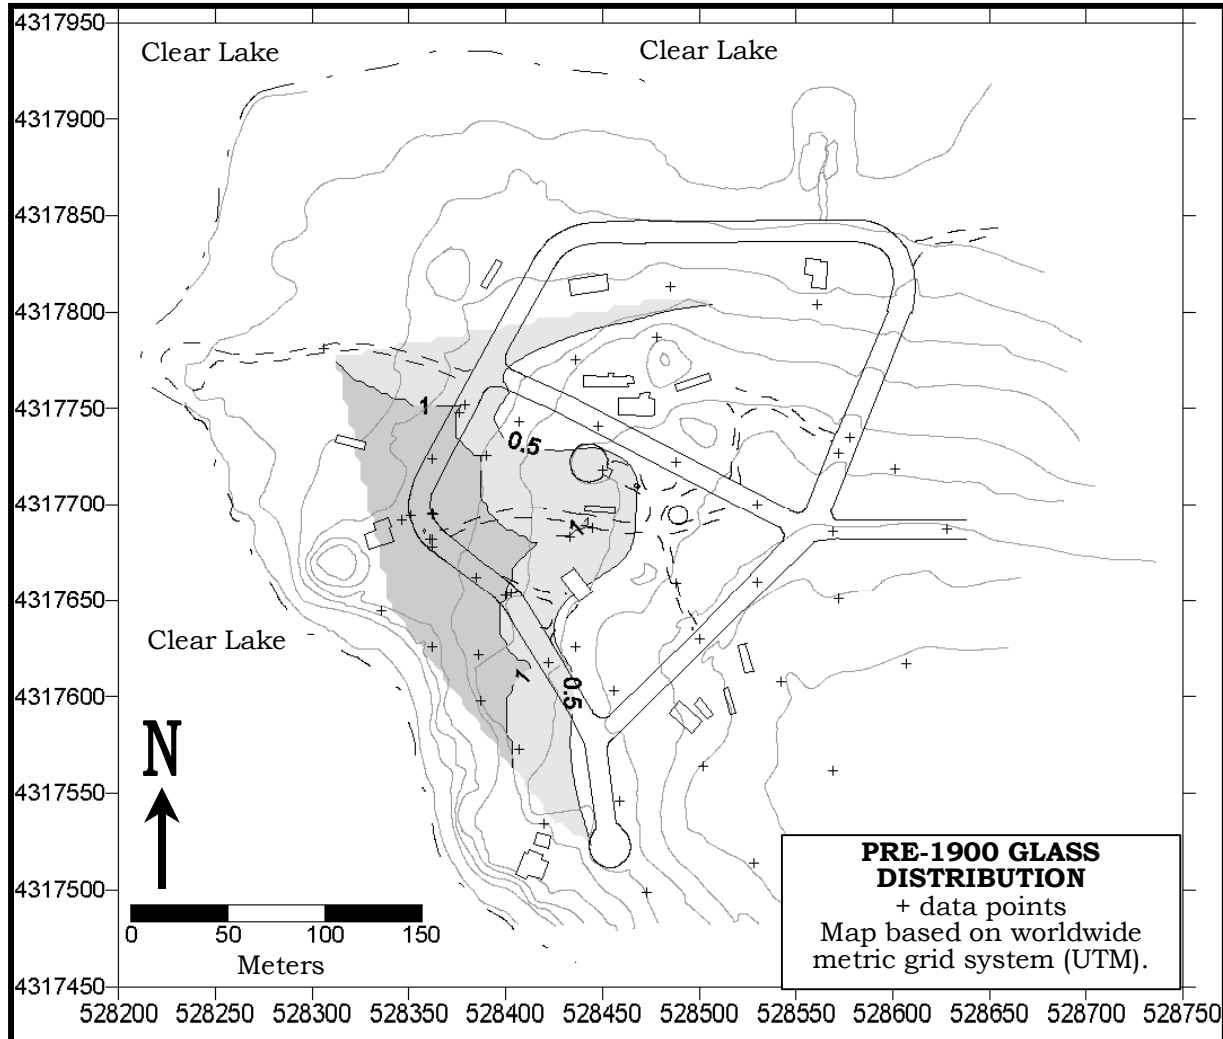 4317950
Clear Lake
Clear Lake
4317900
4317850
4317800
4317750
1
0.5
4317700
1
4317650
Clear Lake
4317600
1
0.5
N
4317550
PRE-1900 GLASS
DISTRIBUTION
+ data points
Map based on worldwide
metric grid system (UTM).
4317500
0 50 100 150
Meters
4317450
528200 528300 528350 528400 528450 528500 528550 528600 528650 528700 528750